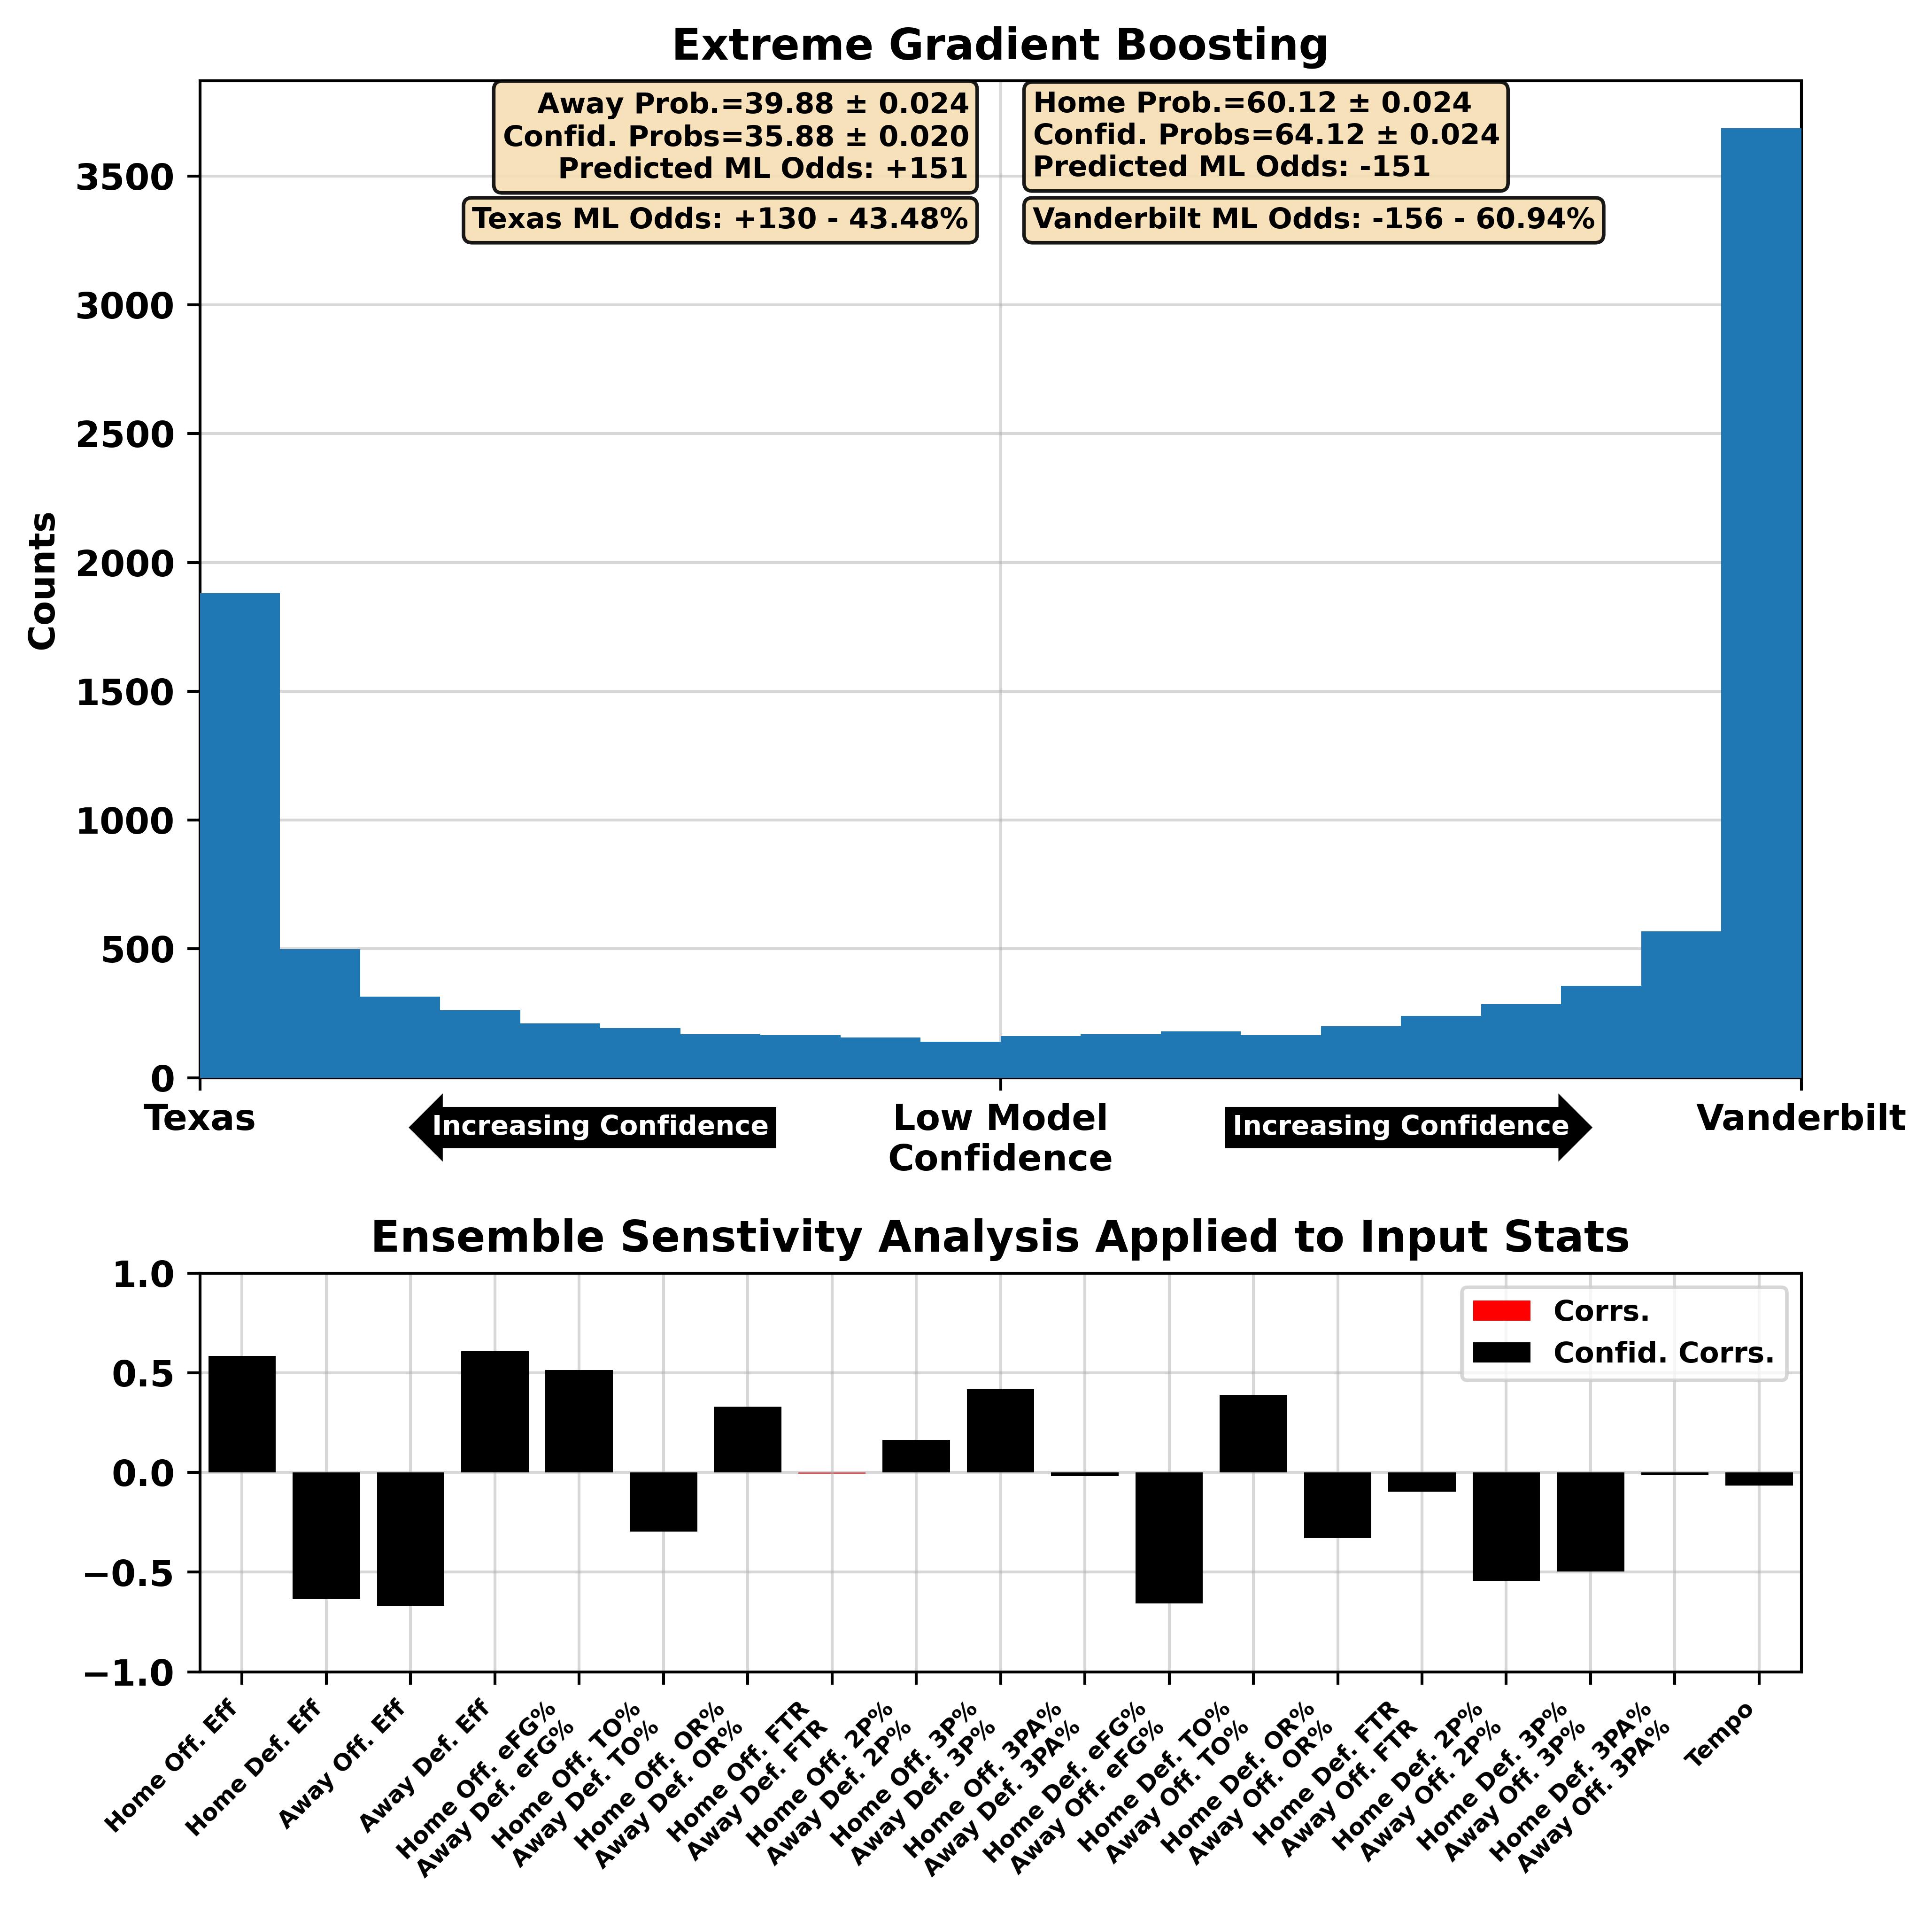 Extreme Gradient Boosting
Away Prob.=39.88 ± 0.024
Confid. Probs=35.88 ± 0.020
Predicted ML Odds: +151
Home Prob.=60.12 ± 0.024
Confid. Probs=64.12 ± 0.024
Predicted ML Odds: -151
Texas ML Odds: +130 - 43.48%
Vanderbilt ML Odds: -156 - 60.94%
Counts
3500
3000
2500
2000
1500
1000
500
0
Texas
Increasing Confidence
Low Model
Confidence
Increasing Confidence
Vanderbilt
Ensemble Senstivity Analysis Applied to Input Stats
1.0
0.5
0.0
−0.5
−1.0
Corrs.
Confid. Corrs.
Home Off. Eff
Home Def. Eff
Away Off. Eff
Away Def. Eff
Home Off. eFG%
Away Def. eFG%
Home Off. TO%
Away Def. TO%
Home Off. OR%
Away Def. OR%
Home Off. FTR
Away Def. FTR
Home Off. 2P%
Away Def. 2P%
Home Off. 3P%
Away Def. 3P%
Home Off. 3PA%
Away Def. 3PA%
Home Def. eFG%
Away Off. eFG%
Home Def. TO%
Away Off. TO%
Home Def. OR%
Away Off. OR%
Home Def. FTR
Away Off. FTR
Home Def. 2P%
Away Off. 2P%
Home Def. 3P%
Away Off. 3P%
Home Def. 3PA%
Away Off. 3PA%
Tempo